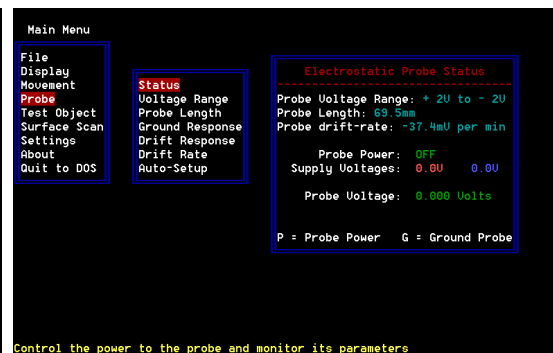 Main Menu
File
Display
Movement
Probe
Test Object
Surface Scan
Settings
About
Quit to DOS
Status
Voltage Range
Probe Length
Ground Response
Drift Response
Drift Rate
Auto-Setup
Electrostatic Probe Status
Probe Voltage Range: + 2V to - 2V
Probe Length: 69.5mm
Probe drift-rate: -37.4mV per min
Probe Power: OFF
Supply Voltages: 0.0V 0.0V
Probe Voltage: 0.000 Volts
P = Probe Power G = Ground Probe
Control the power to the probe and monitor its parameters